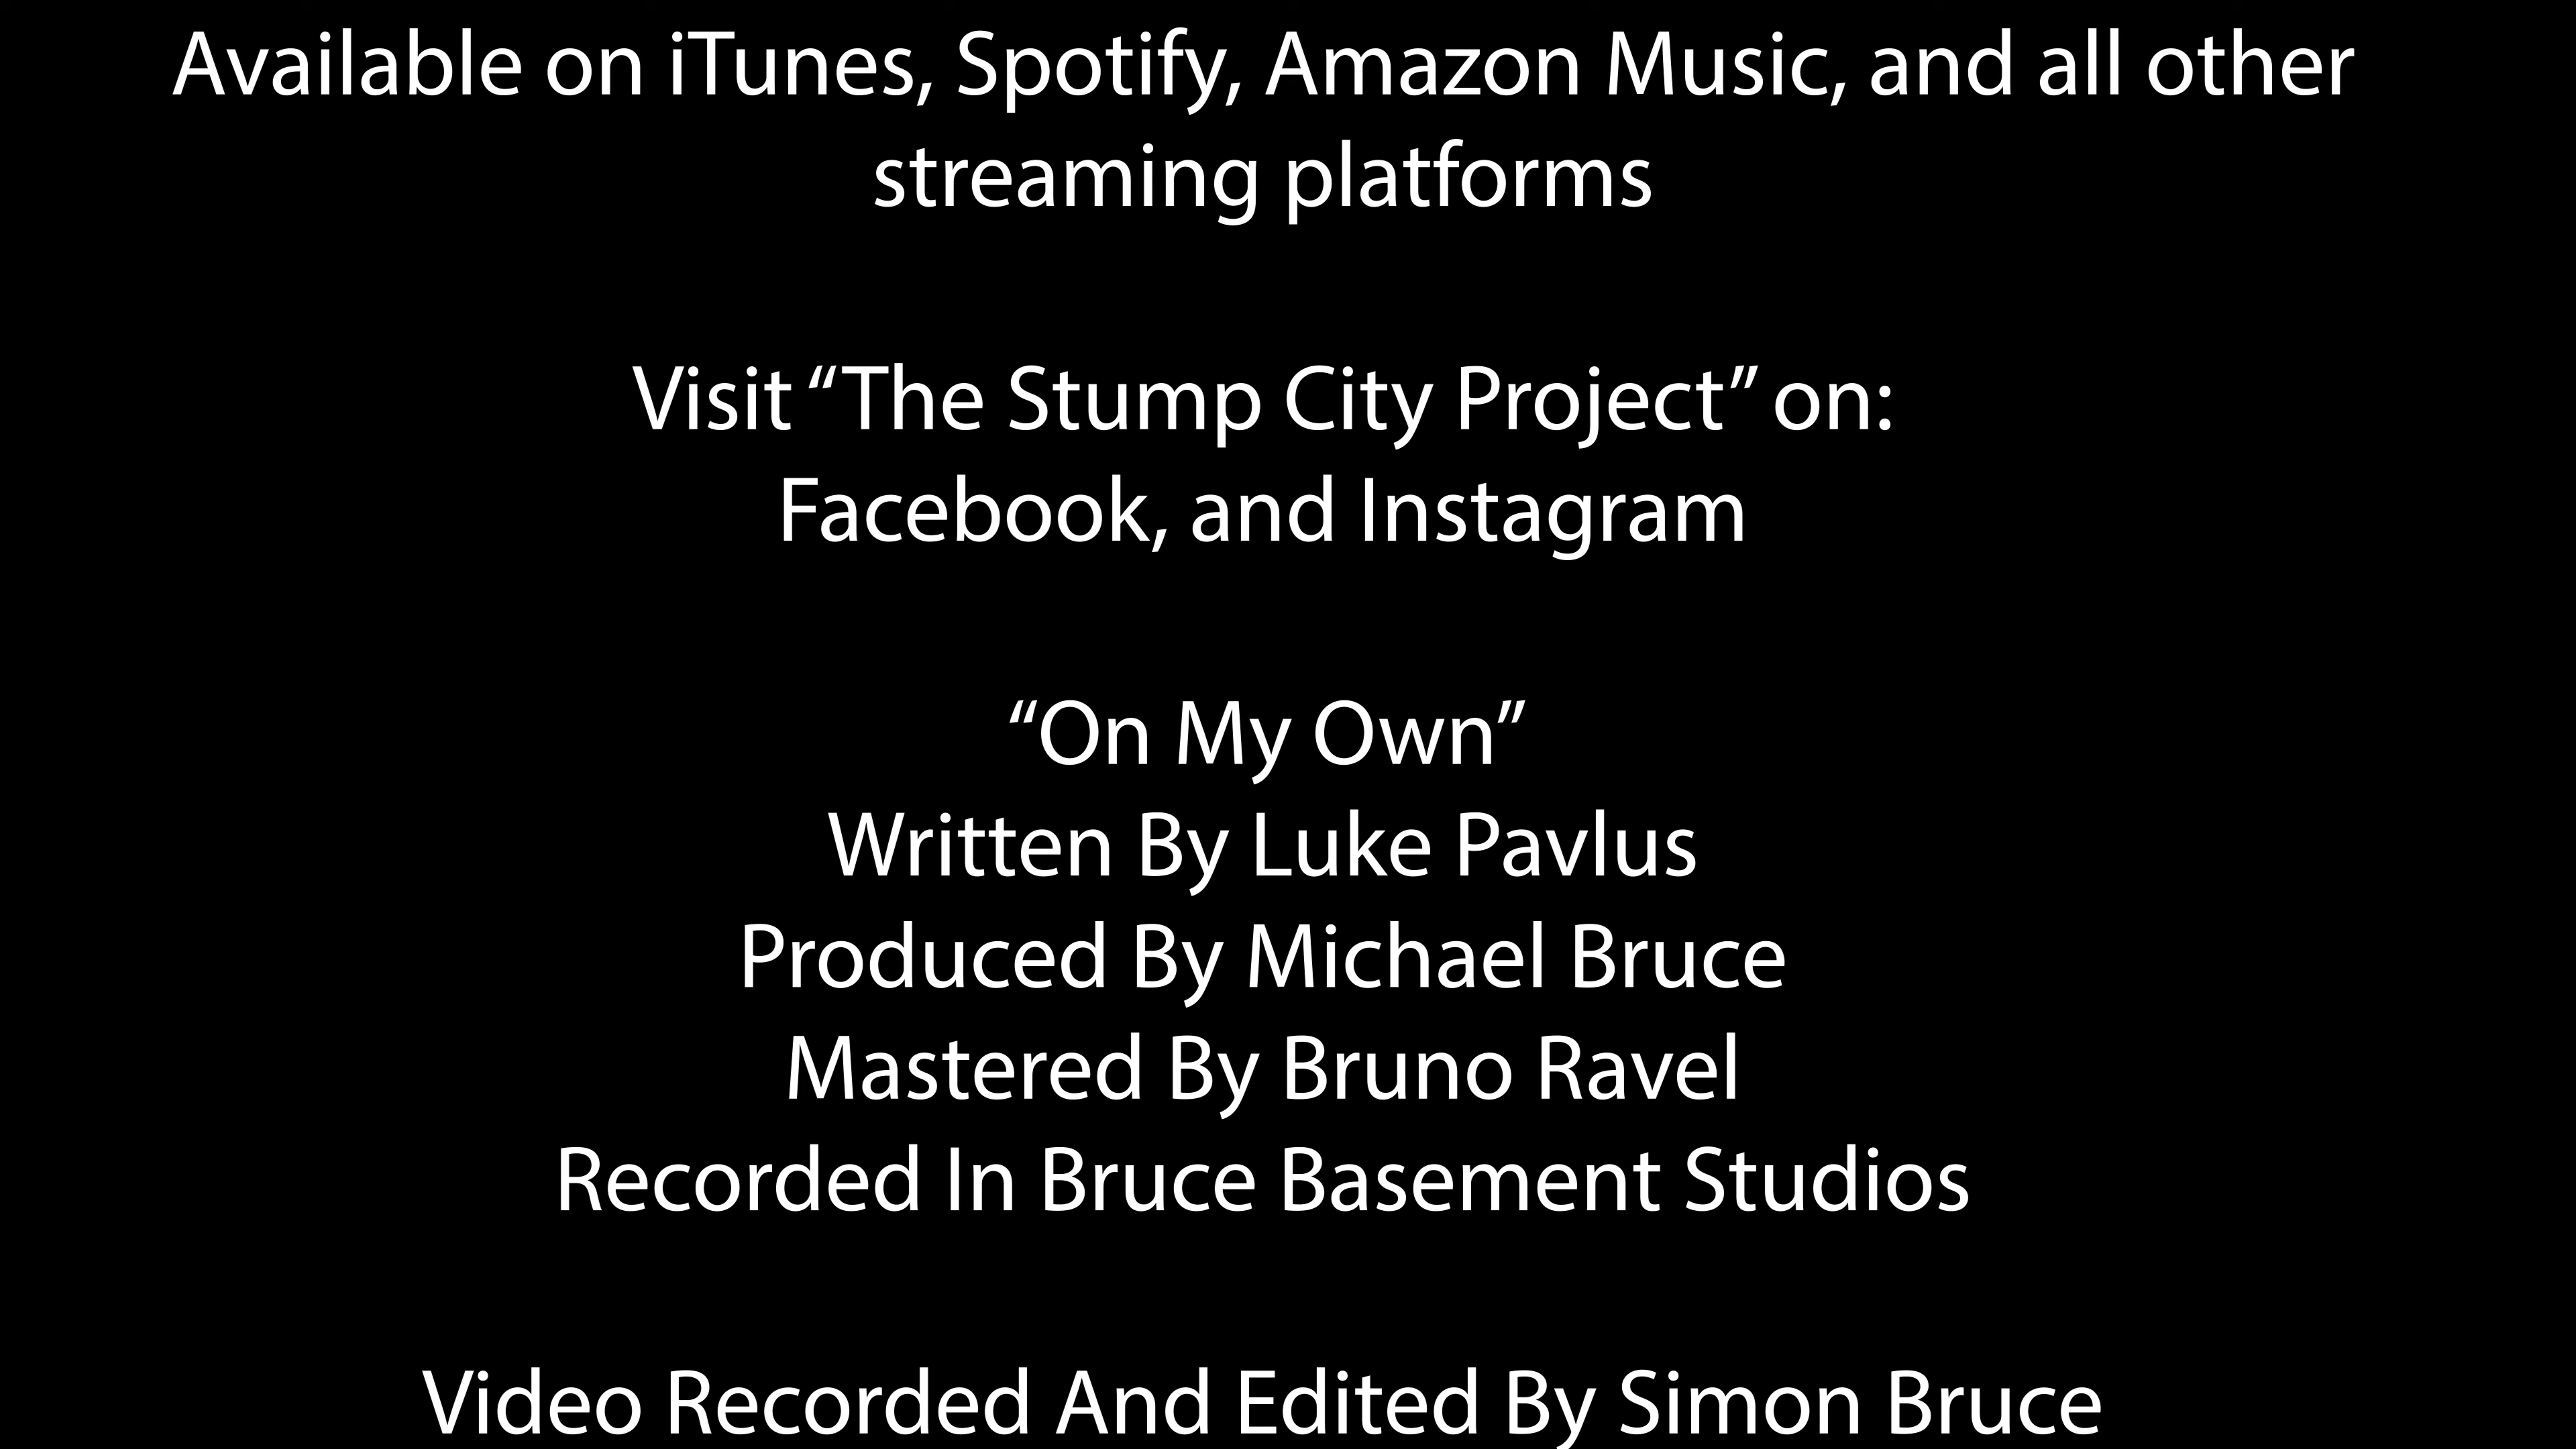 Available on iTunes, Spotify, Amazon Music, and all other
streaming platforms
Visit “The Stump City Project” on:
Facebook, and Instagram
“On My Own”
Written By Luke Pavlus
Produced By Michael Bruce
Mastered By Bruno Ravel
Recorded In Bruce Basement Studios
Video Recorded And Edited By Simon Bruce